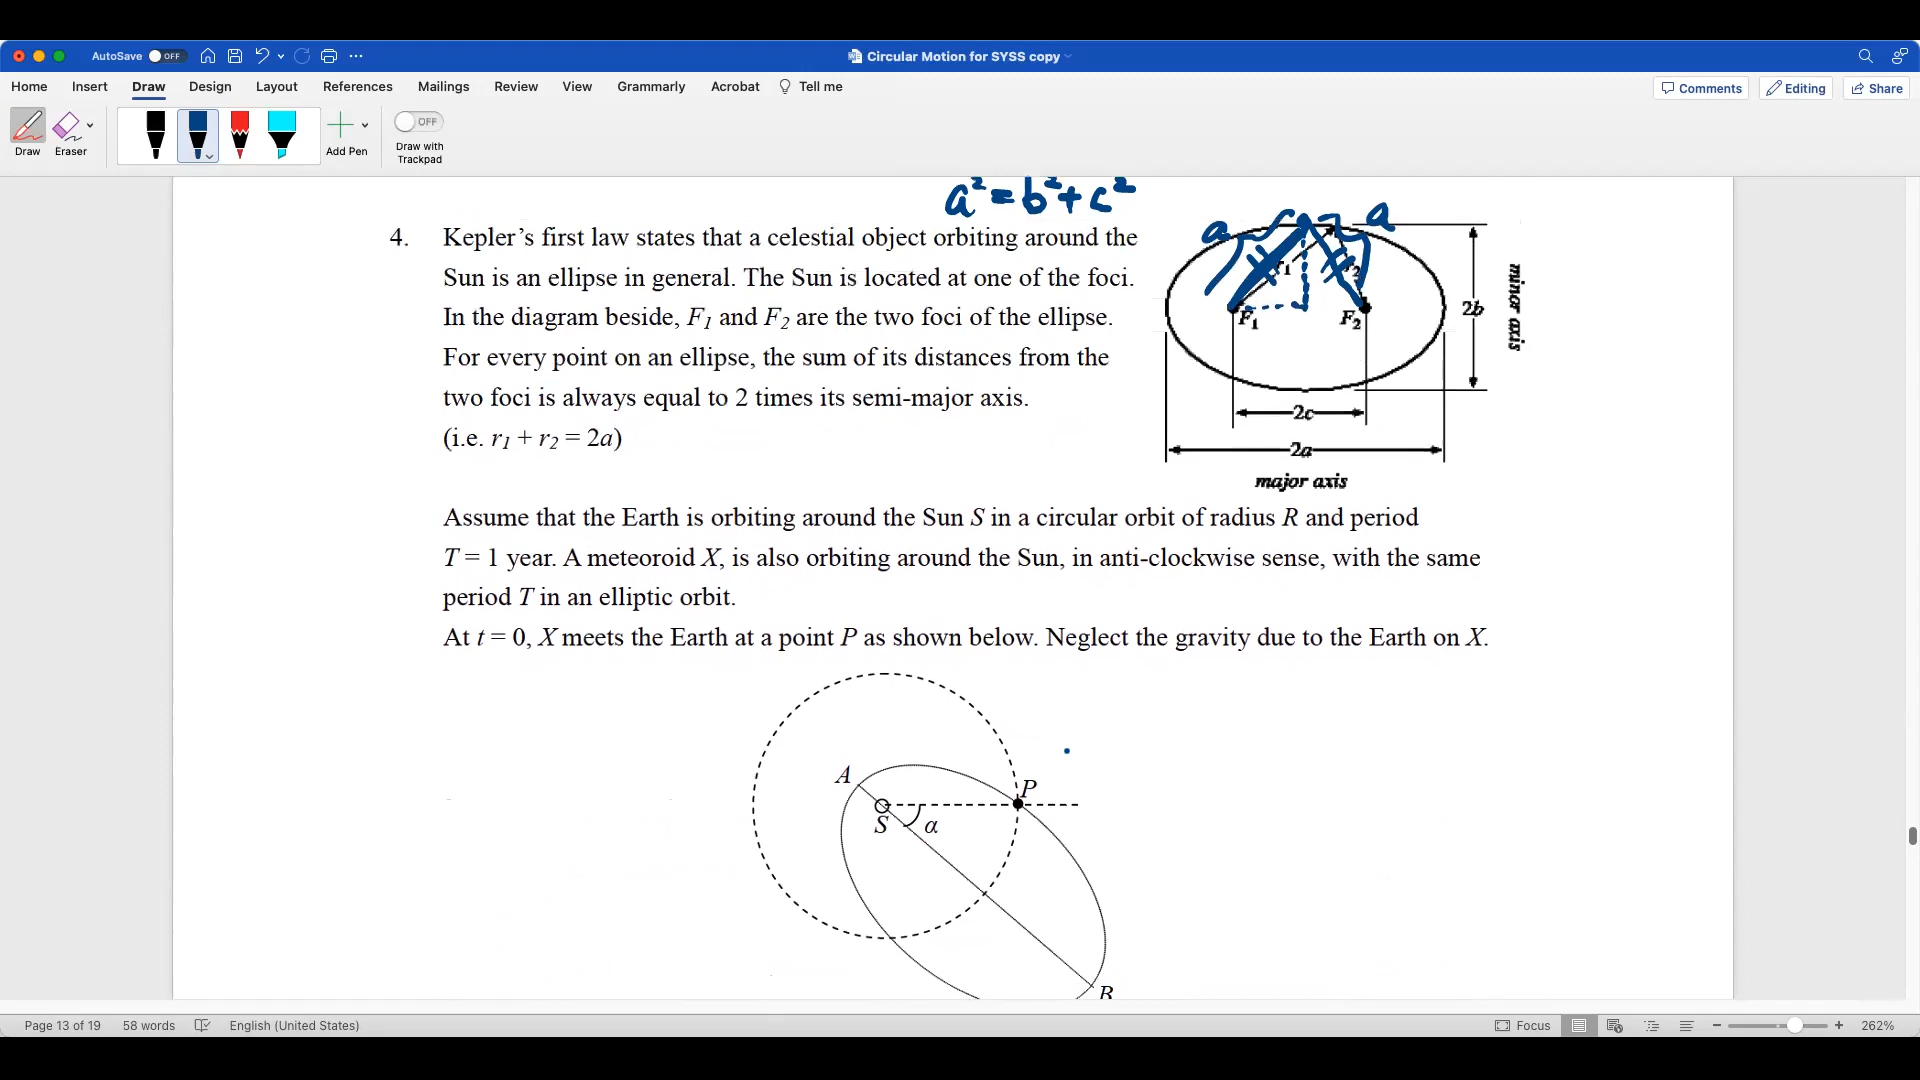 AutoSave OFF
Circular Motion for SYSS copy
Home Insert Draw Design Layout References Mailings Review View Grammarly Acrobat Tell me
Comments Editing Share
OFF
Draw Eraser Add Pen Draw with
Trackpad
a² = b² + c²
4. Kepler’s first law states that a celestial object orbiting around the
Sun is an ellipse in general. The Sun is located at one of the foci.
In the diagram beside, F₁ and F₂ are the two foci of the ellipse.
For every point on an ellipse, the sum of its distances from the
two foci is always equal to 2 times its semi-major axis.
(i.e. r₁ + r₂ = 2a)
a a
r₁ r₂
F₁ F₂
2b
minor axis
2c
2a
major axis
Assume that the Earth is orbiting around the Sun S in a circular orbit of radius R and period
T = 1 year. A meteoroid X, is also orbiting around the Sun, in anti-clockwise sense, with the same
period T in an elliptic orbit.
At t = 0, X meets the Earth at a point P as shown below. Neglect the gravity due to the Earth on X.
A
P
S
α
B
Page 13 of 19 58 words English (United States) Focus 262%